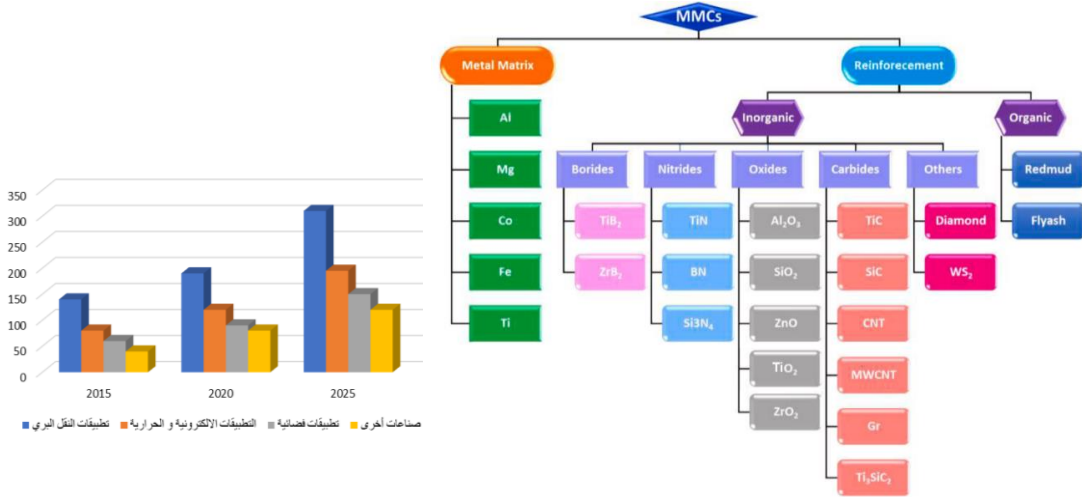 MMCs
Metal Matrix
Reinforecement
Al
Mg
Co
Fe
Ti
Inorganic
Organic
Borides
Nitrides
Oxides
Carbides
Others
Redmud
Flyash
TiB₂
ZrB₂
TiN
BN
Si3N₄
Al₂O₃
SiO₂
ZnO
TiO₂
ZrO₂
TiC
SiC
CNT
MWCNT
Gr
Ti₃SiC₂
Diamond
WS₂
350
300
250
200
150
100
50
0
2015 2020 2025
تطبيقات النقل البري
التطبيقات الالكترونية و الحرارية
تطبيقات فضائية
صناعات أخرى